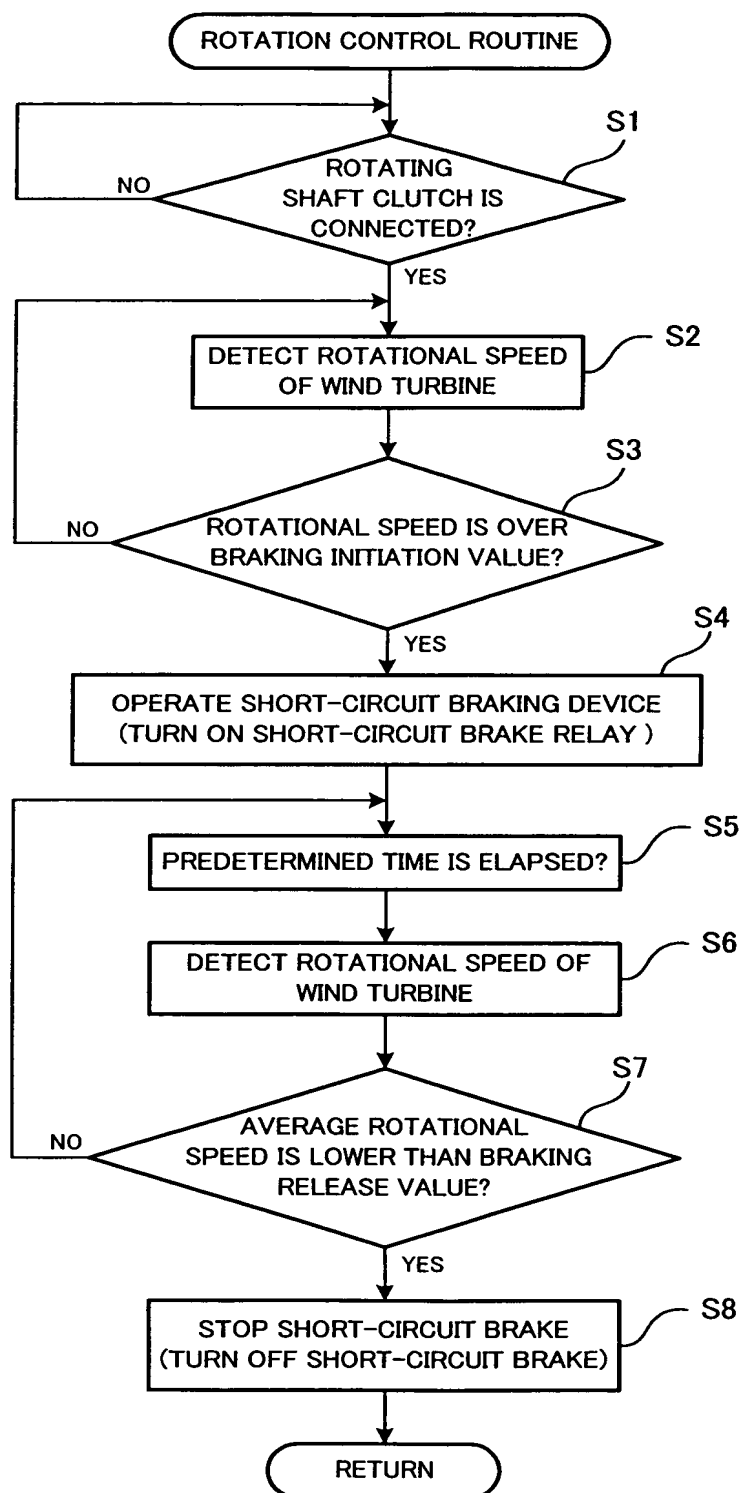 ROTATION CONTROL ROUTINE
S1
ROTATING
SHAFT CLUTCH IS
CONNECTED?
NO
YES
S2
DETECT ROTATIONAL SPEED
OF WIND TURBINE
S3
ROTATIONAL SPEED IS OVER
BRAKING INITIATION VALUE?
NO
YES
S4
OPERATE SHORT-CIRCUIT BRAKING DEVICE
(TURN ON SHORT-CIRCUIT BRAKE RELAY )
S5
PREDETERMINED TIME IS ELAPSED?
S6
DETECT ROTATIONAL SPEED OF
WIND TURBINE
S7
AVERAGE ROTATIONAL
SPEED IS LOWER THAN BRAKING
RELEASE VALUE?
NO
YES
S8
STOP SHORT-CIRCUIT BRAKE
(TURN OFF SHORT-CIRCUIT BRAKE)
RETURN